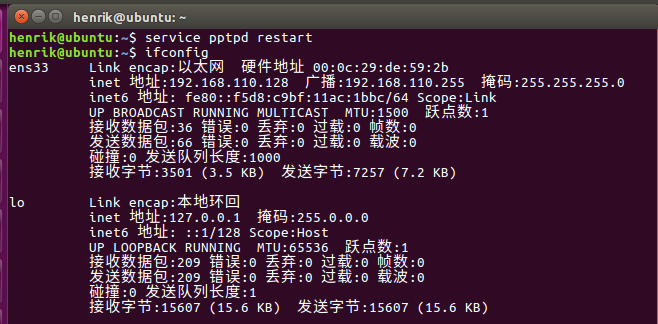 henrik@ubuntu: ~
henrik@ubuntu:~$ service pptpd restart
henrik@ubuntu:~$ ifconfig
ens33     Link encap:以太网  硬件地址 00:0c:29:de:59:2b
          inet 地址:192.168.110.128  广播:192.168.110.255  掩码:255.255.255.0
          inet6 地址: fe80::f5d8:c9bf:11ac:1bbc/64 Scope:Link
          UP BROADCAST RUNNING MULTICAST  MTU:1500  跃点数:1
          接收数据包:36 错误:0 丢弃:0 过载:0 帧数:0
          发送数据包:66 错误:0 丢弃:0 过载:0 载波:0
          碰撞:0 发送队列长度:1000
          接收字节:3501 (3.5 KB)  发送字节:7257 (7.2 KB)
lo        Link encap:本地环回
          inet 地址:127.0.0.1  掩码:255.0.0.0
          inet6 地址: ::1/128 Scope:Host
          UP LOOPBACK RUNNING  MTU:65536  跃点数:1
          接收数据包:209 错误:0 丢弃:0 过载:0 帧数:0
          发送数据包:209 错误:0 丢弃:0 过载:0 载波:0
          碰撞:0 发送队列长度:1
          接收字节:15607 (15.6 KB)  发送字节:15607 (15.6 KB)